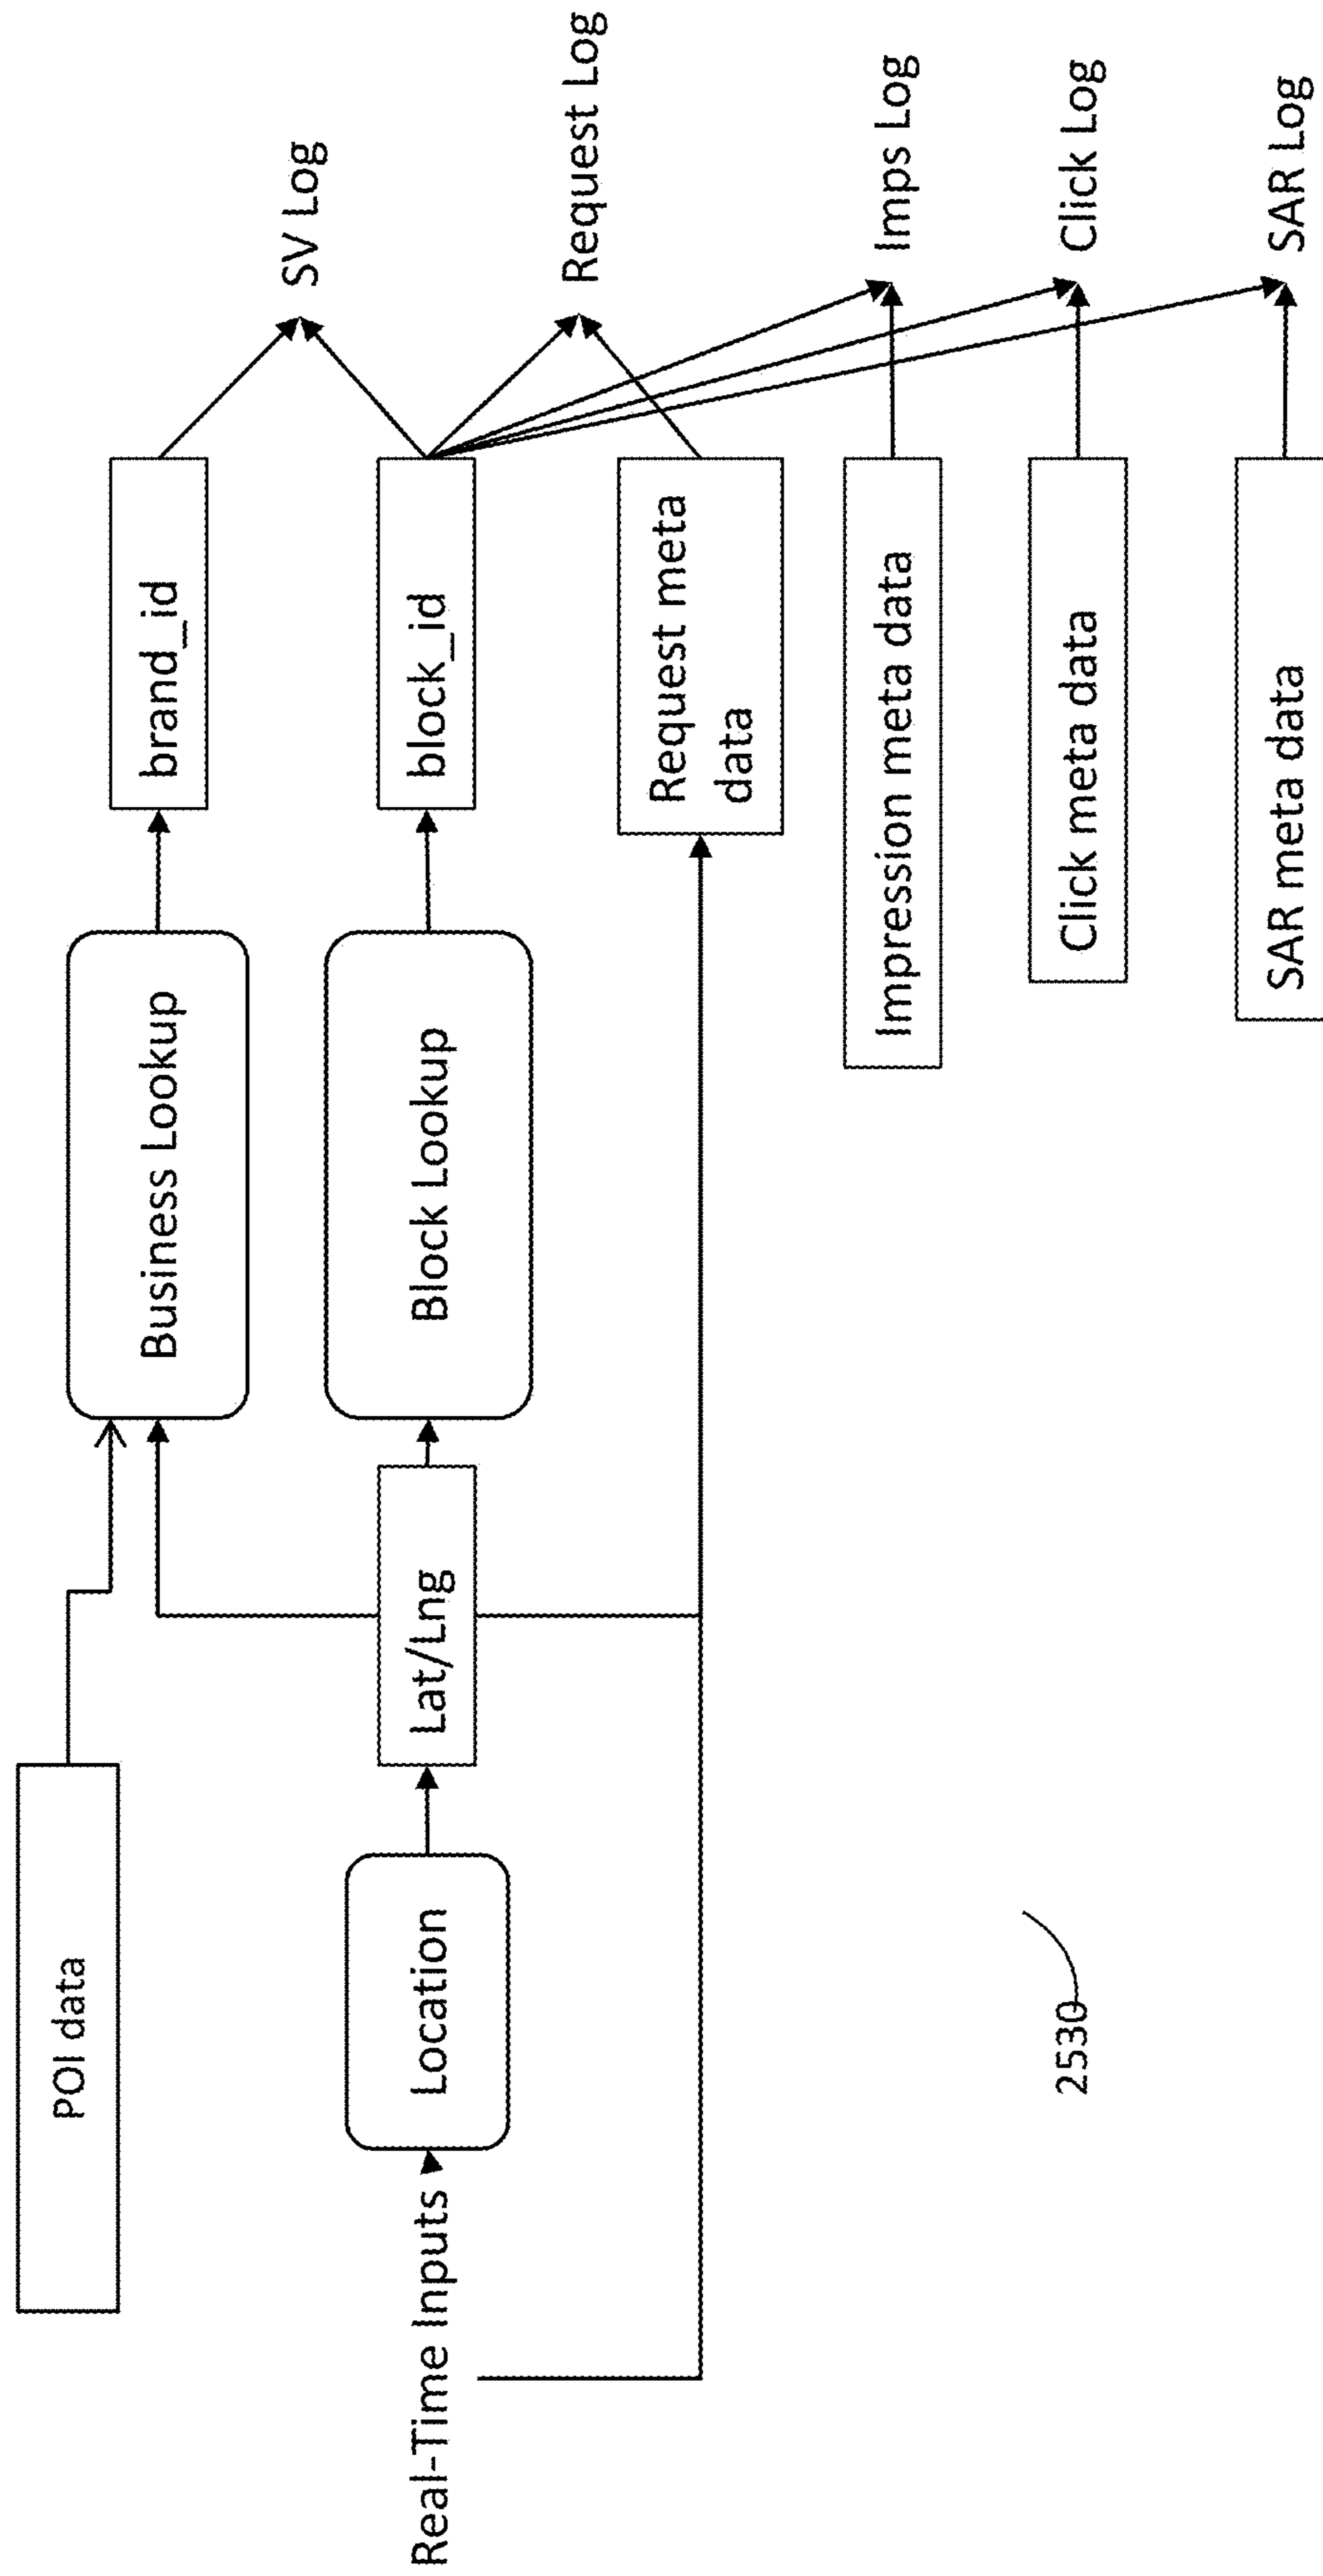 POI data
Business Lookup
brand_id
SV Log
Real-Time Inputs
Location
Lat/Lng
Block Lookup
block_id
Request Log
Request meta
data
Impression meta data
Imps Log
2530
Click meta data
Click Log
SAR meta data
SAR Log